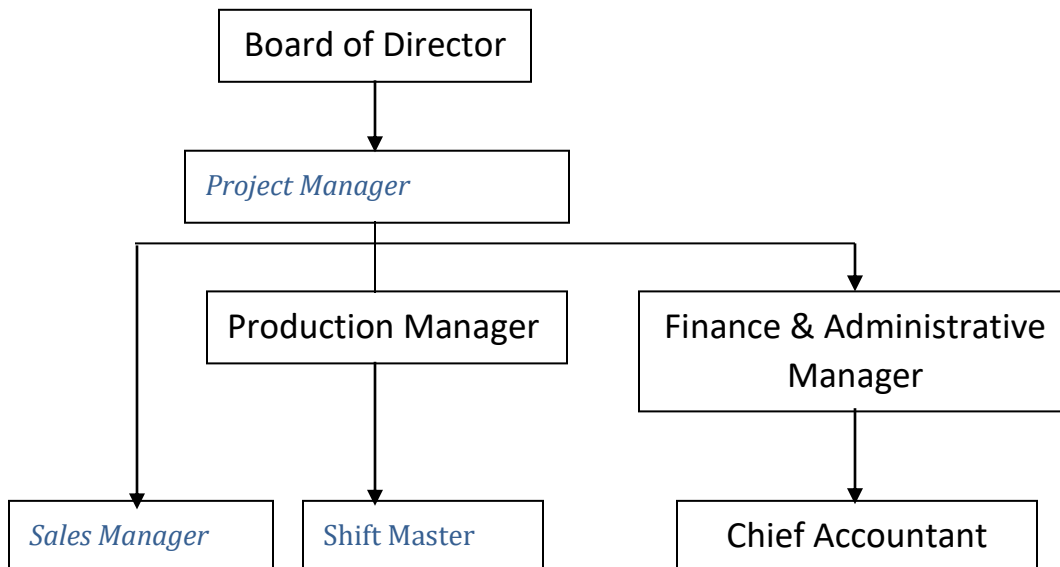 Board of Director
Project Manager
Production Manager
Finance & Administrative
Manager
Sales Manager
Shift Master
Chief Accountant